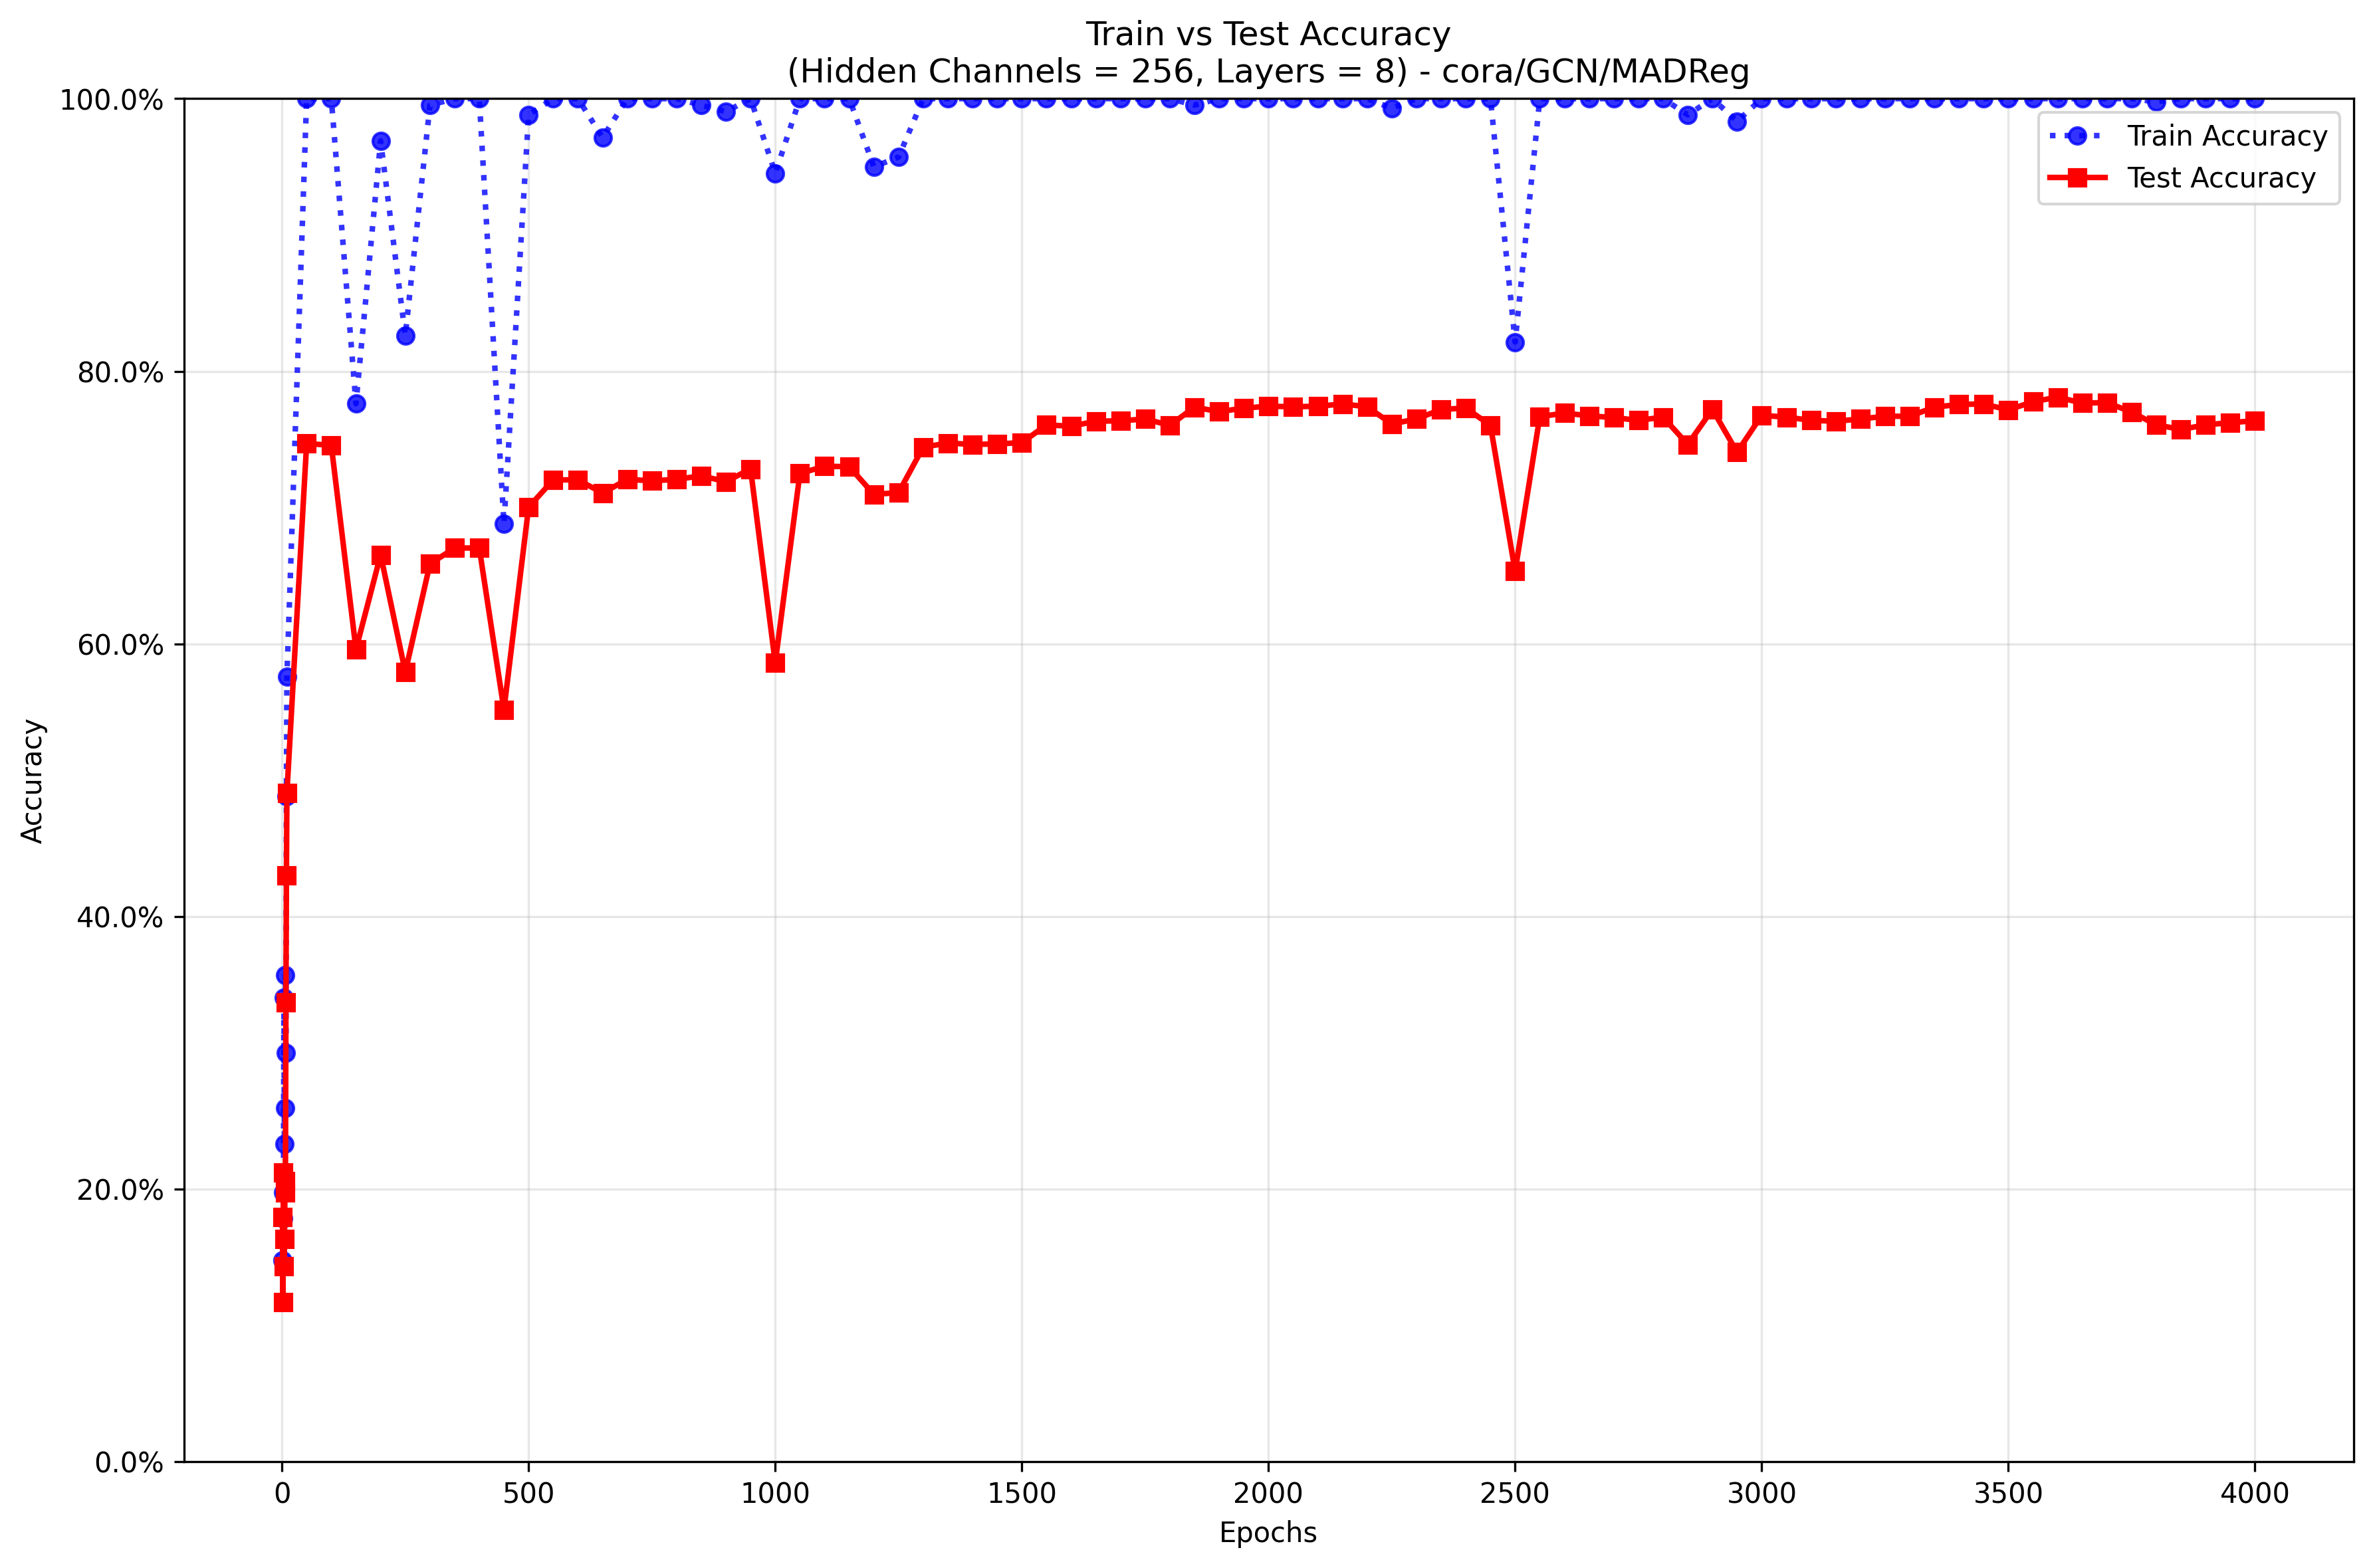 Train vs Test Accuracy
(Hidden Channels = 256, Layers = 8) - cora/GCN/MADReg
100.0%
80.0%
60.0%
40.0%
20.0%
0.0%
Accuracy
Train Accuracy
Test Accuracy
0 500 1000 1500 2000 2500 3000 3500 4000
Epochs